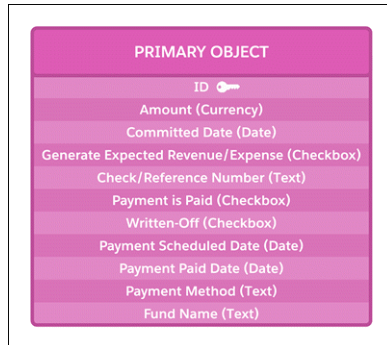 PRIMARY OBJECT
ID
Amount (Currency)
Committed Date (Date)
Generate Expected Revenue/Expense (Checkbox)
Check/Reference Number (Text)
Payment is Paid (Checkbox)
Written-Off (Checkbox)
Payment Scheduled Date (Date)
Payment Paid Date (Date)
Payment Method (Text)
Fund Name (Text)